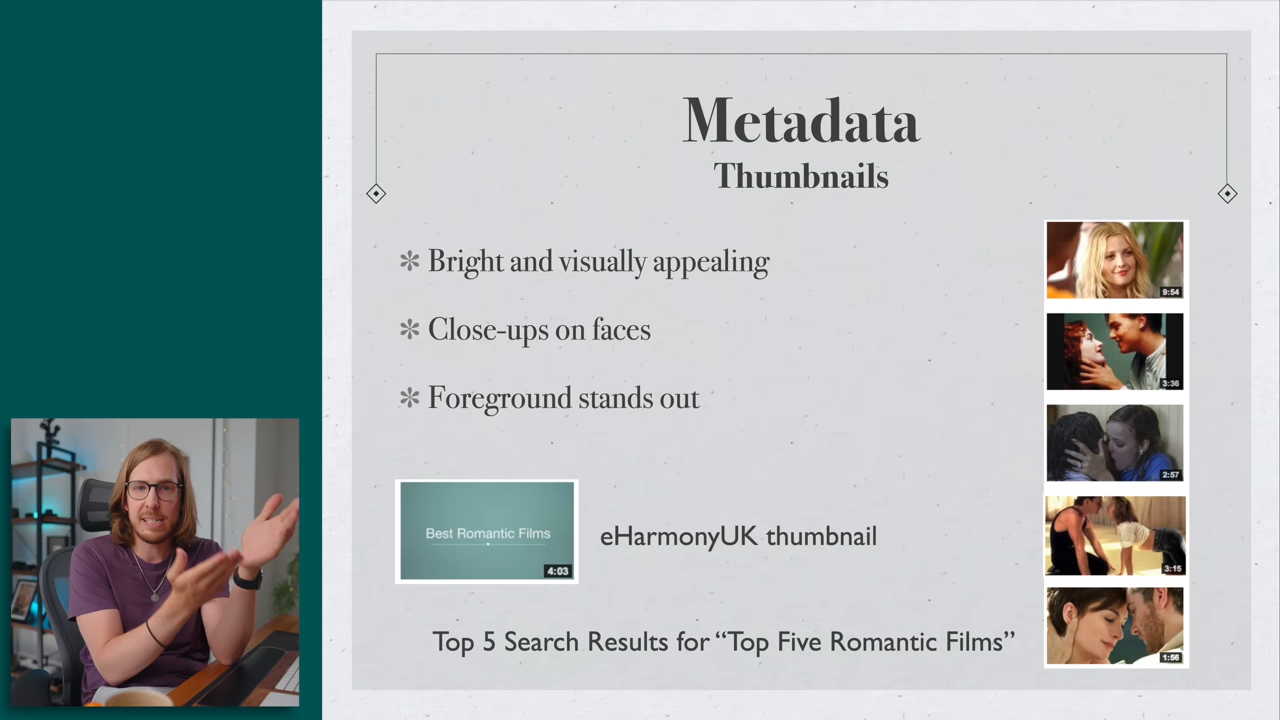 Metadata
Thumbnails
✻ Bright and visually appealing
✻ Close-ups on faces
✻ Foreground stands out
Best Romantic Films
4:03
eHarmonyUK thumbnail
Top 5 Search Results for “Top Five Romantic Films”
9:54
3:36
2:57
3:15
1:56